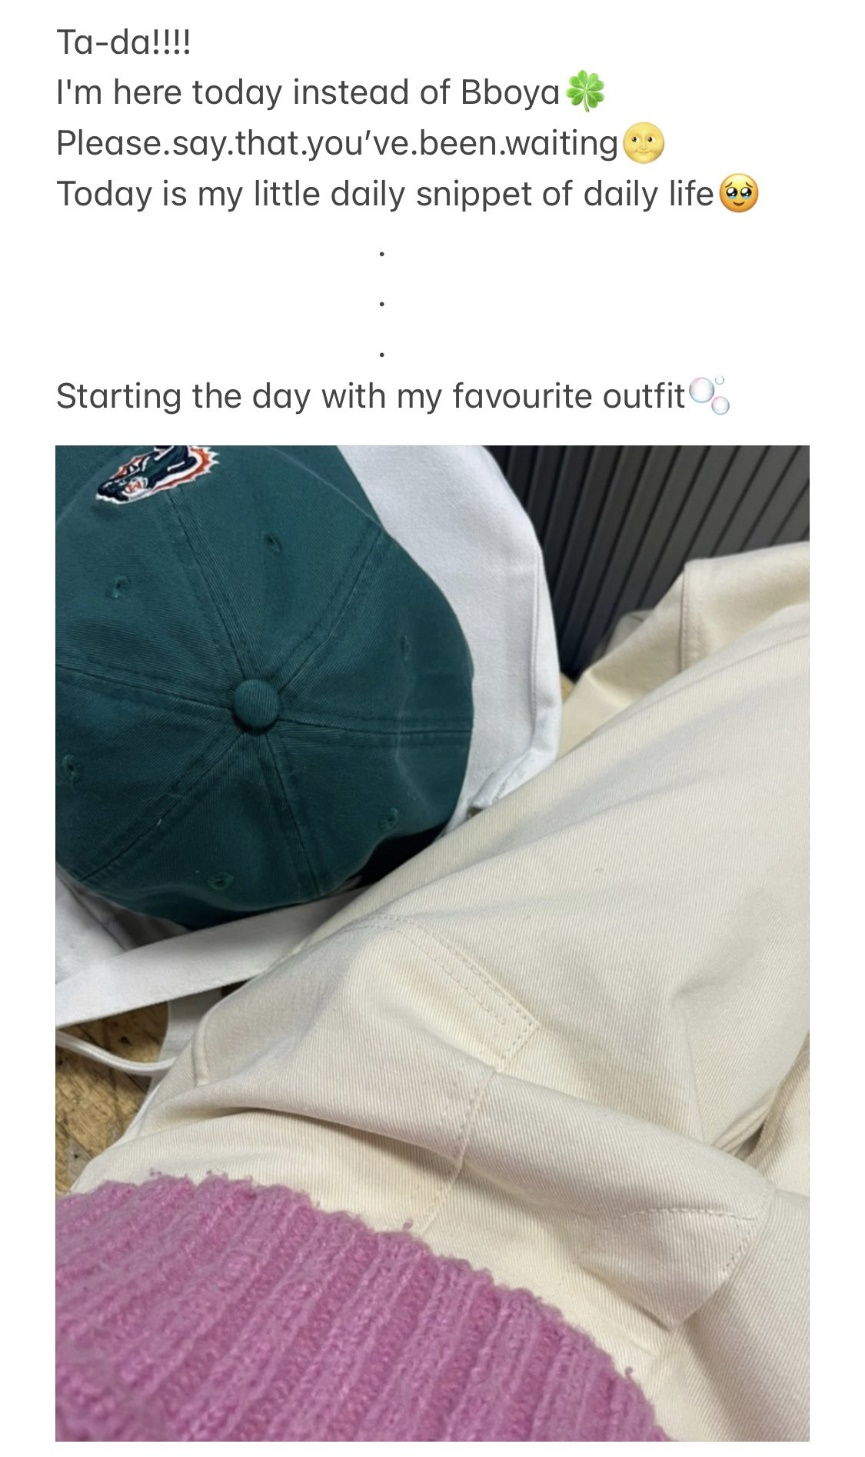 Ta-da!!!!
I'm here today instead of Bboya🍀
Please.say.that.you’ve.been.waiting🌝
Today is my little daily snippet of daily life🥹
.
.
.
Starting the day with my favourite outfit🫧